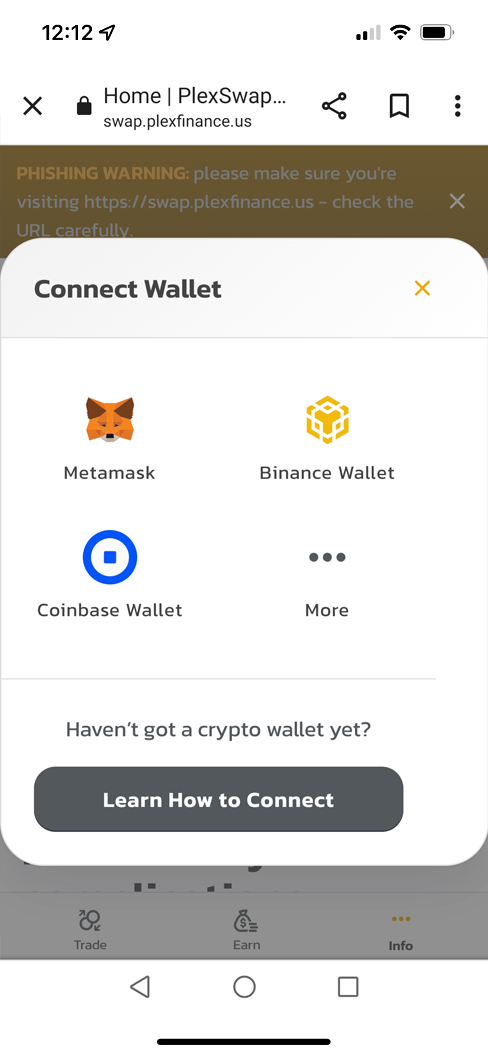 12:12
Home | PlexSwap...
swap.plexfinance.us
PHISHING WARNING: please make sure you're
visiting https://swap.plexfinance.us - check the
URL carefully.
Connect Wallet
Metamask
Binance Wallet
Coinbase Wallet
More
Haven't got a crypto wallet yet?
Learn How to Connect
Trade
Earn
Info